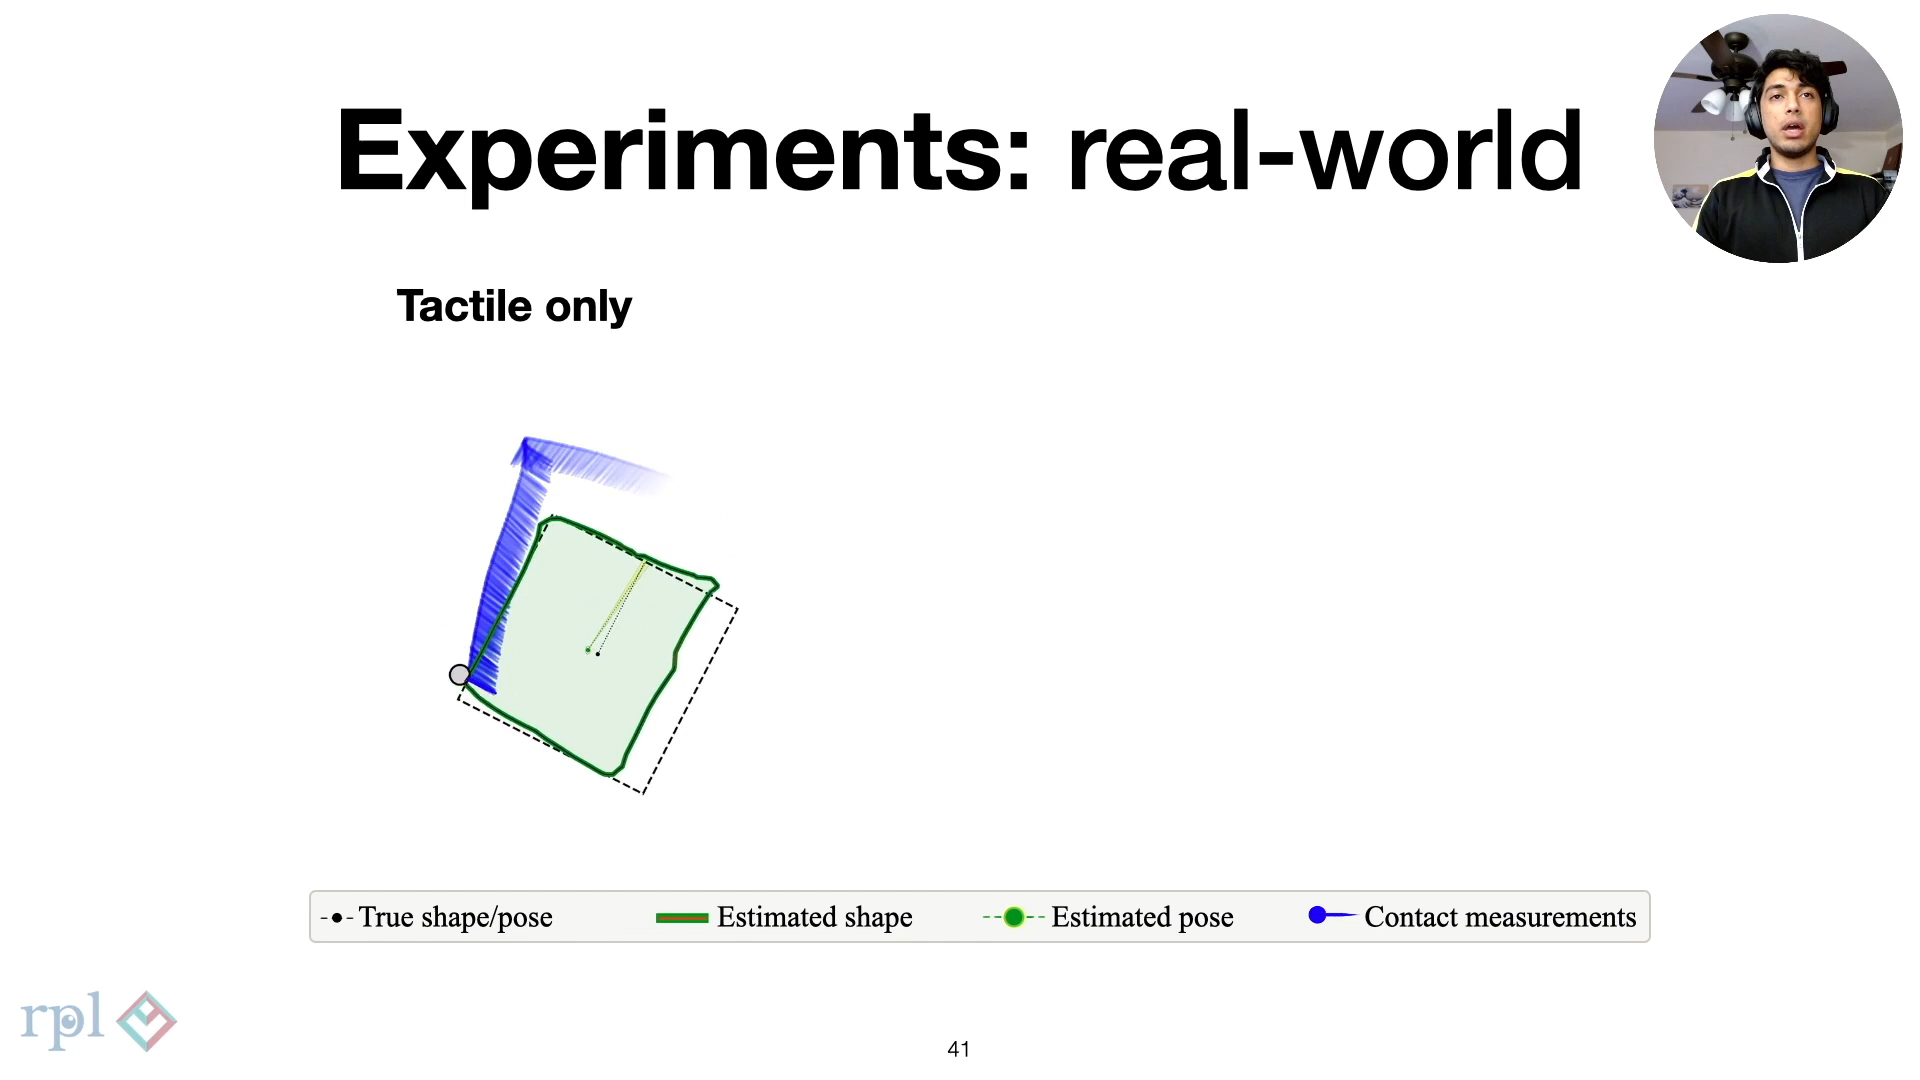 Experiments: real-world
Tactile only
True shape/pose Estimated shape Estimated pose Contact measurements
rpl
41